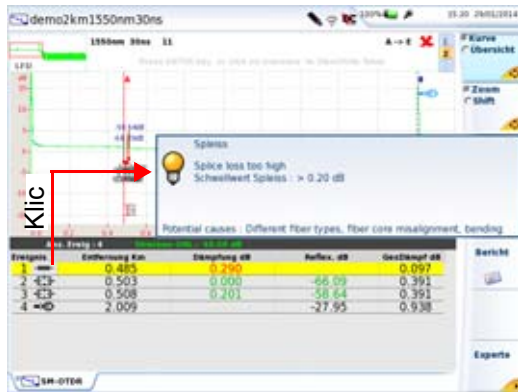 demo2km1550nm30ns
15.20 29/01/2014
1550nm 30ns 11 A->E
Kurve
Übersicht
Zoom
Shift
Spleiss
Splice loss too high
Schwellwert Spleiss : > 0.20 dB
Potential causes : Different fiber types, fiber core misalignment, bending
Klic
Anz. Ereig : 4
Ereignis Entfernung Km Dämpfung dB Reflex. dB GesDämpf dB
1 0.485 0.290 0.097
2 0.503 0.000 -66.09 0.391
3 0.508 0.201 -58.64 0.391
4 2.009 -27.95 0.938
Bericht
Experte
SM-OTDR